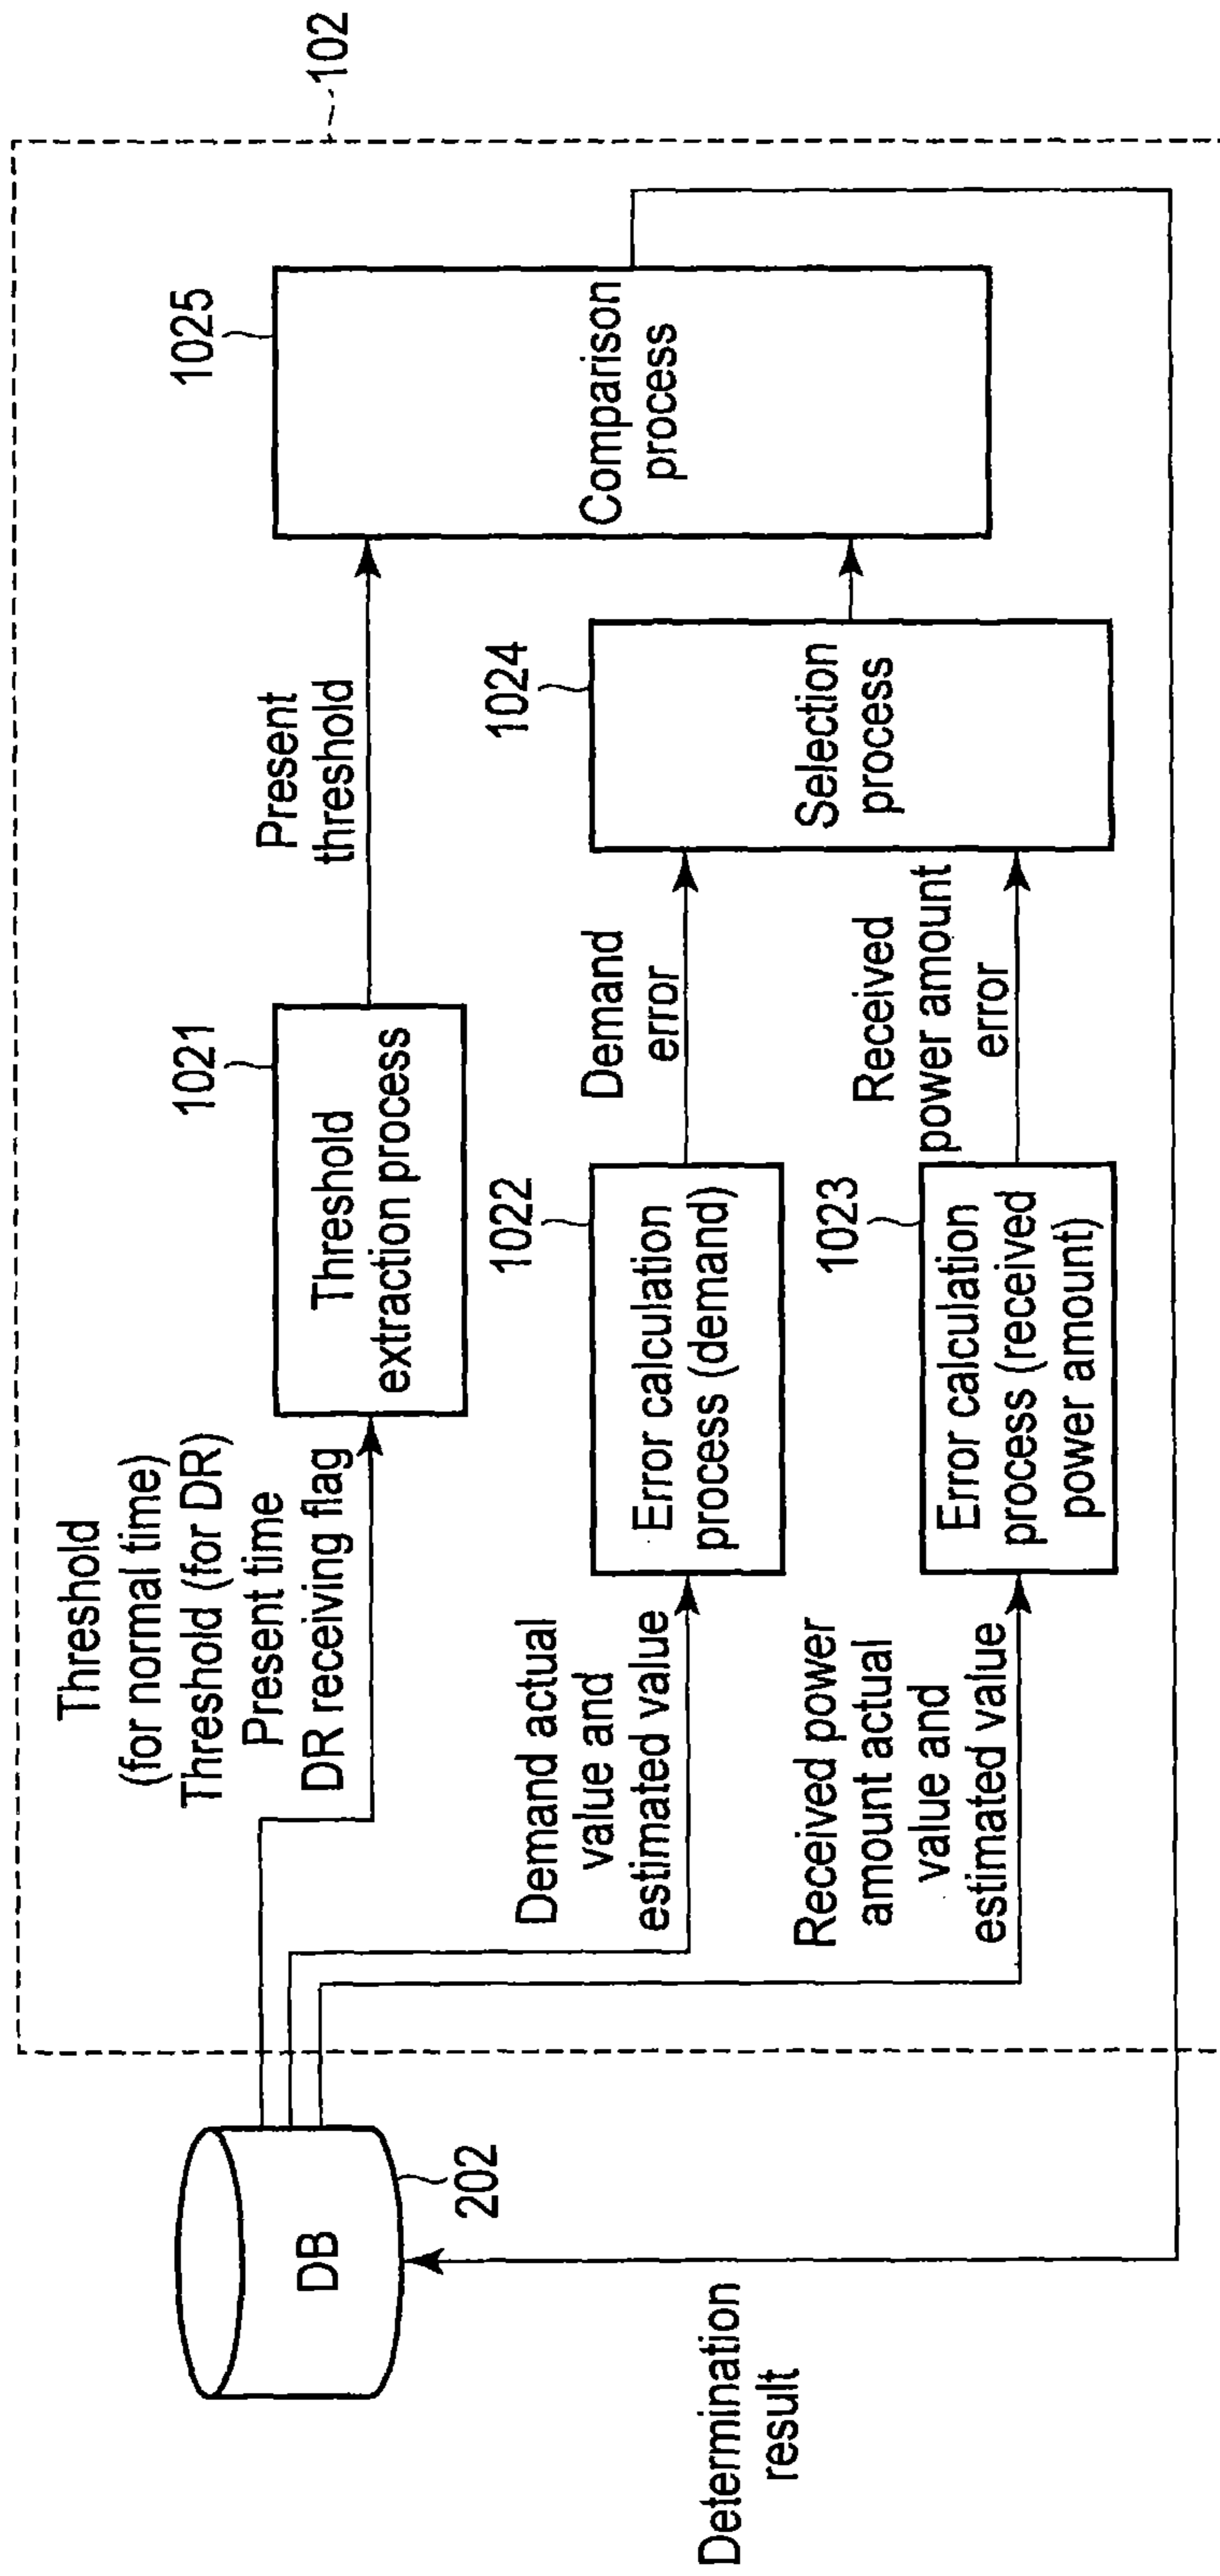 102
Threshold
(for normal time)
Threshold (for DR)
Present time
DR receiving flag
1021
Threshold
extraction process
Present
threshold
1025
Comparison
process
DB
202
Demand actual
value and
estimated value
1022
Error calculation
process (demand)
Demand
error
1024
Selection
process
Received power
amount actual
value and
estimated value
1023
Error calculation
process (received
power amount)
Received
power amount
error
Determination
result